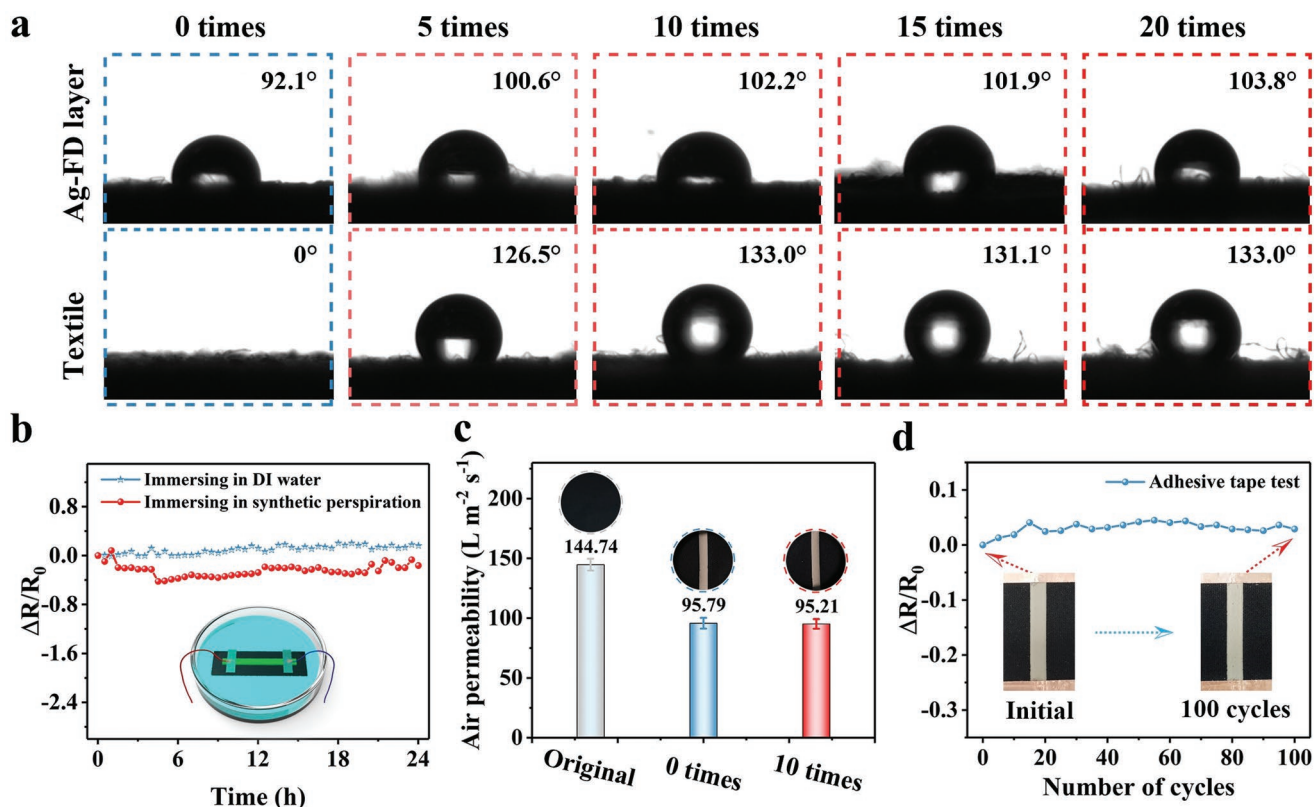 a
0 times 5 times 10 times 15 times 20 times
Ag-FD layer
92.1° 100.6° 102.2° 101.9° 103.8°
Textile
0° 126.5° 133.0° 131.1° 133.0°
b
ΔR/R₀
0.8
0.0
-0.8
-1.6
-2.4
Immersing in DI water
Immersing in synthetic perspiration
0 6 12 18 24
Time (h)
c
Air permeability (L m⁻² s⁻¹)
200
150
100
50
0
144.74
95.79
95.21
Original 0 times 10 times
d
ΔR/R₀
0.1
0.0
-0.1
-0.2
-0.3
Adhesive tape test
Initial
100 cycles
0 20 40 60 80 100
Number of cycles